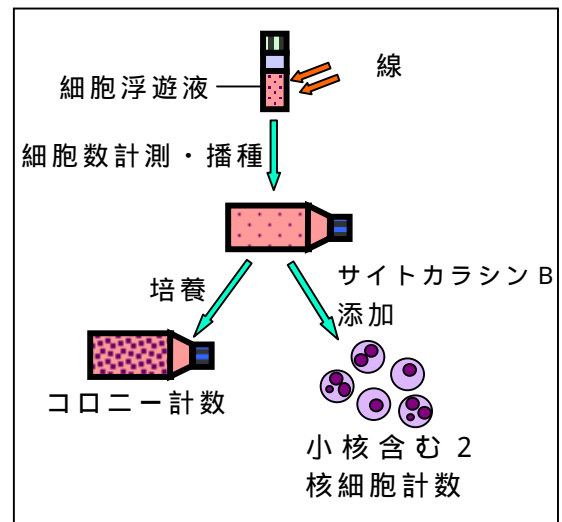 線
細胞浮遊液
細胞数計測・播種
サイトカラシンB
添加
培養
コロニー計数
小核含む2
核細胞計数